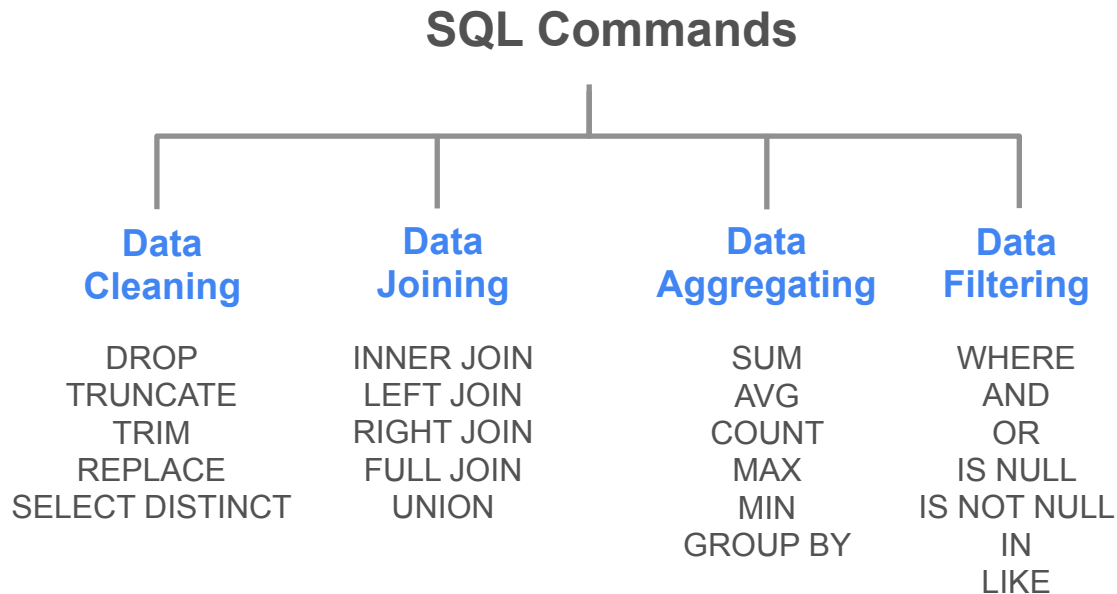 SQL Commands
Data
Cleaning
DROP
TRUNCATE
TRIM
REPLACE
SELECT DISTINCT
Data
Joining
INNER JOIN
LEFT JOIN
RIGHT JOIN
FULL JOIN
UNION
Data
Aggregating
SUM
AVG
COUNT
MAX
MIN
GROUP BY
Data
Filtering
WHERE
AND
OR
IS NULL
IS NOT NULL
IN
LIKE